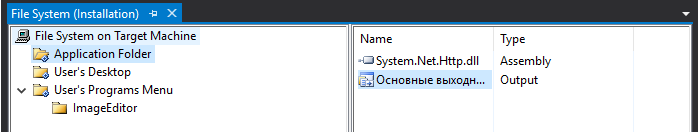 File System (Installation)
File System on Target Machine
Application Folder
User's Desktop
User's Programs Menu
ImageEditor
Name Type
System.Net.Http.dll Assembly
Основные выходн... Output